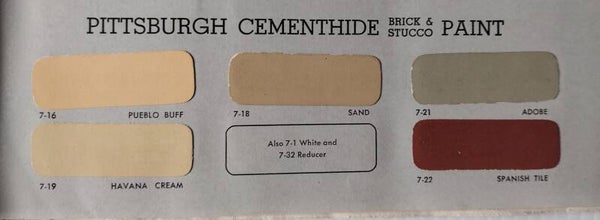 PITTSBURGH CEMENTHIDE BRICK & STUCCO PAINT
7-16 PUEBLO BUFF
7-18 SAND
7-21 ADOBE
7-19 HAVANA CREAM
Also 7-1 White and
7-32 Reducer
7-22 SPANISH TILE